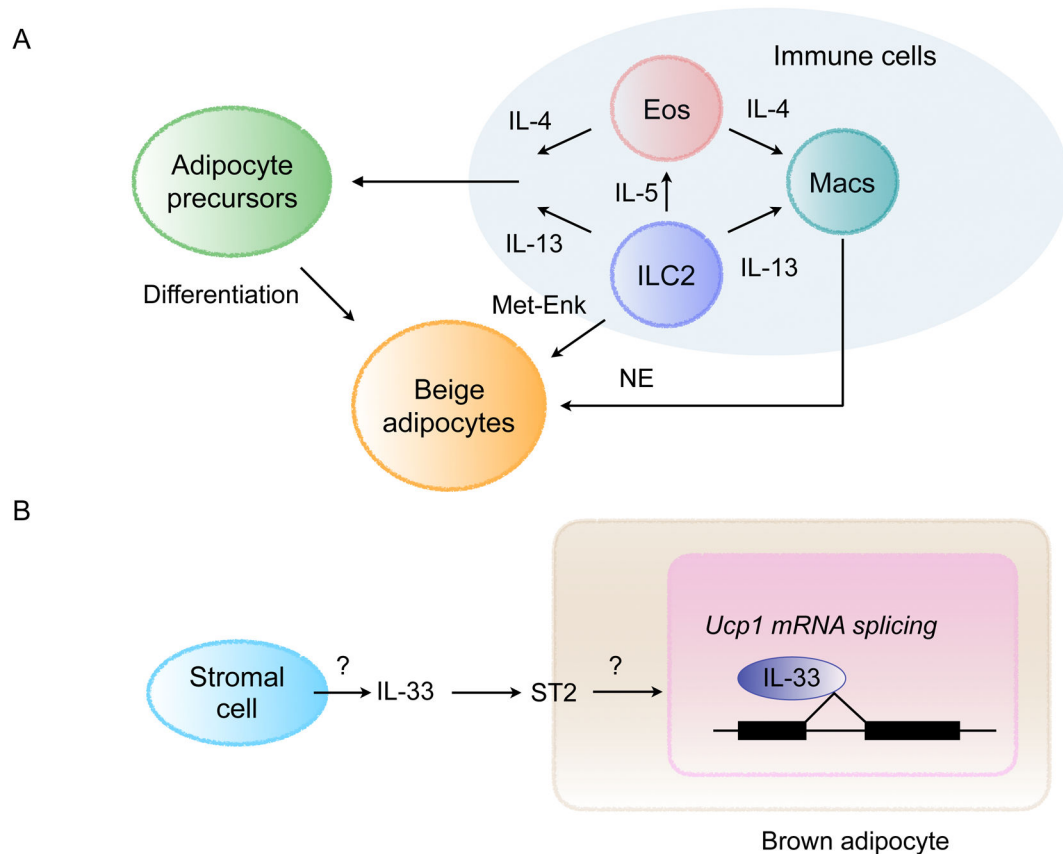 A
Immune cells
Eos
IL-4
IL-4
Adipocyte
precursors
Macs
IL-5
IL-13
ILC2
IL-13
Differentiation
Met-Enk
NE
Beige
adipocytes
B
Ucp1 mRNA splicing
Stromal
cell
?
IL-33
ST2
?
IL-33
Brown adipocyte